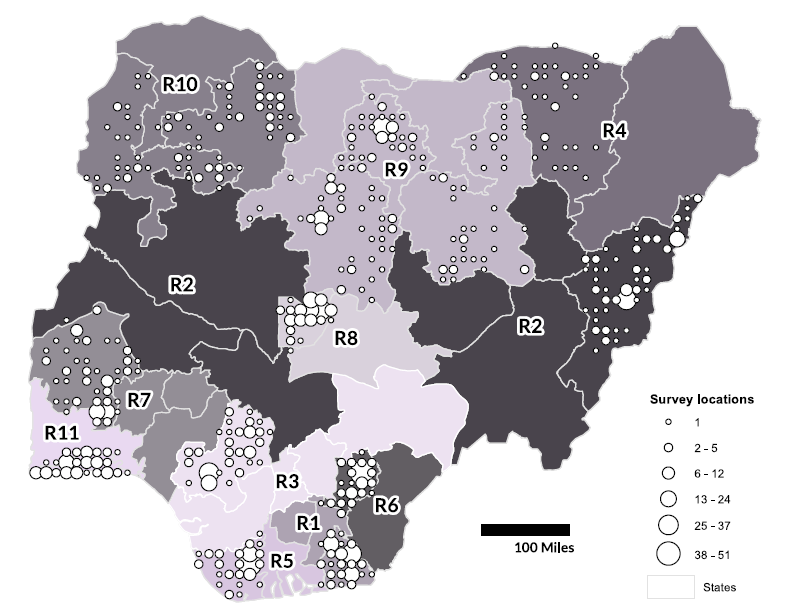 R10
R4
R9
R2
R8
R2
R7
R11
R3
R6
R1
R5
100 Miles
Survey locations
1
2 - 5
6 - 12
13 - 24
25 - 37
38 - 51
States